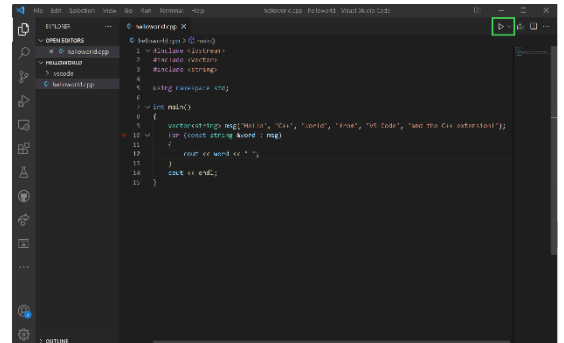 File Edit Selection View Go Run Terminal Help helloworld.cpp - helloworld - Visual Studio Code
EXPLORER ...
OPEN EDITORS
helloworld.cpp
HELLOWORLD
> .vscode
helloworld.cpp
> OUTLINE
helloworld.cpp X
helloworld.cpp > main()
1 #include <iostream>
2 #include <vector>
3 #include <string>
4
5 using namespace std;
6
7 int main()
8 {
9 vector<string> msg{"Hello", "C++", "World", "from", "VS Code", "and the C++ extension!"};
10 for (const string &word : msg)
11 {
12 cout << word << " ";
13 }
14 cout << endl;
15 }